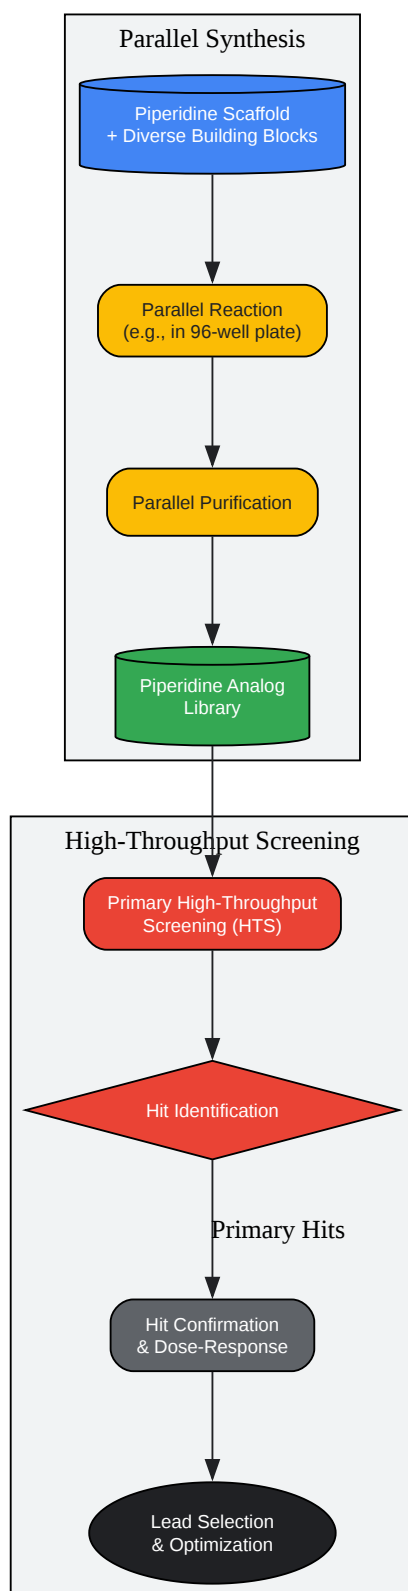 Parallel Synthesis
Piperidine Scaffold
+ Diverse Building Blocks
Parallel Reaction
(e.g., in 96-well plate)
Parallel Purification
Piperidine Analog
Library
High-Throughput Screening
Primary High-Throughput
Screening (HTS)
Hit Identification
Primary Hits
Hit Confirmation
& Dose-Response
Lead Selection
& Optimization